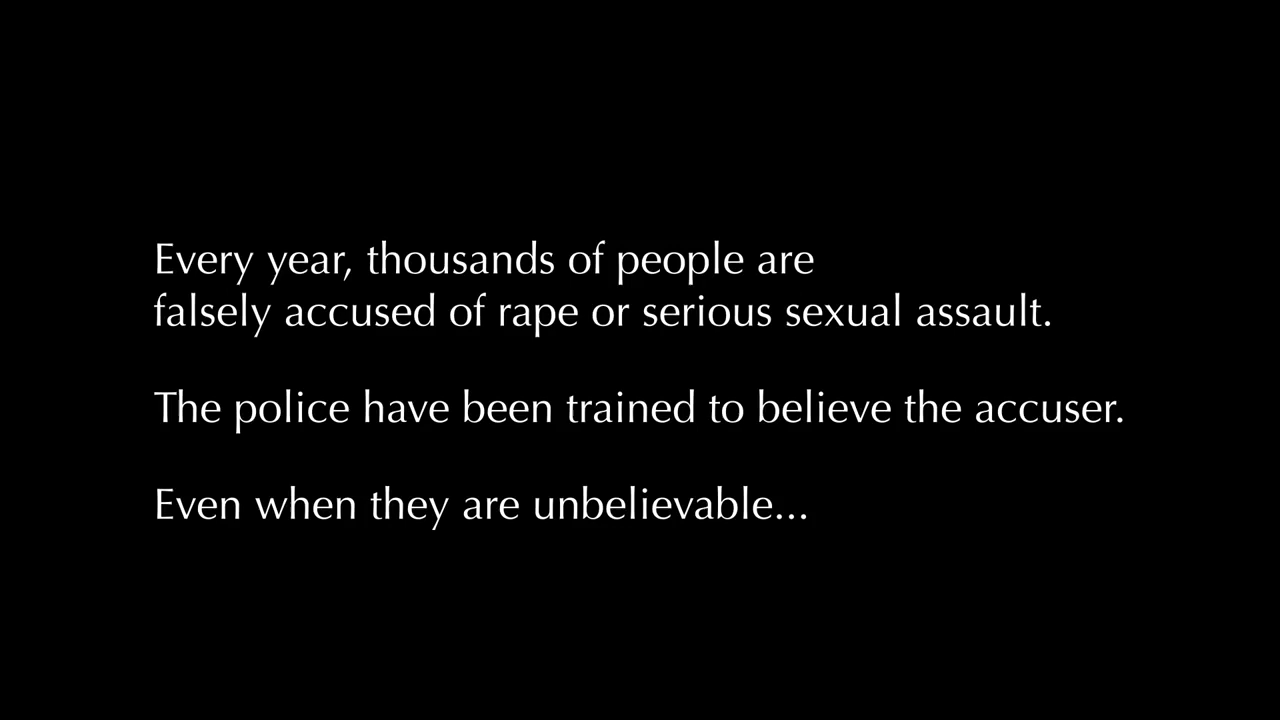 Every year, thousands of people are
falsely accused of rape or serious sexual assault.
The police have been trained to believe the accuser.
Even when they are unbelievable...